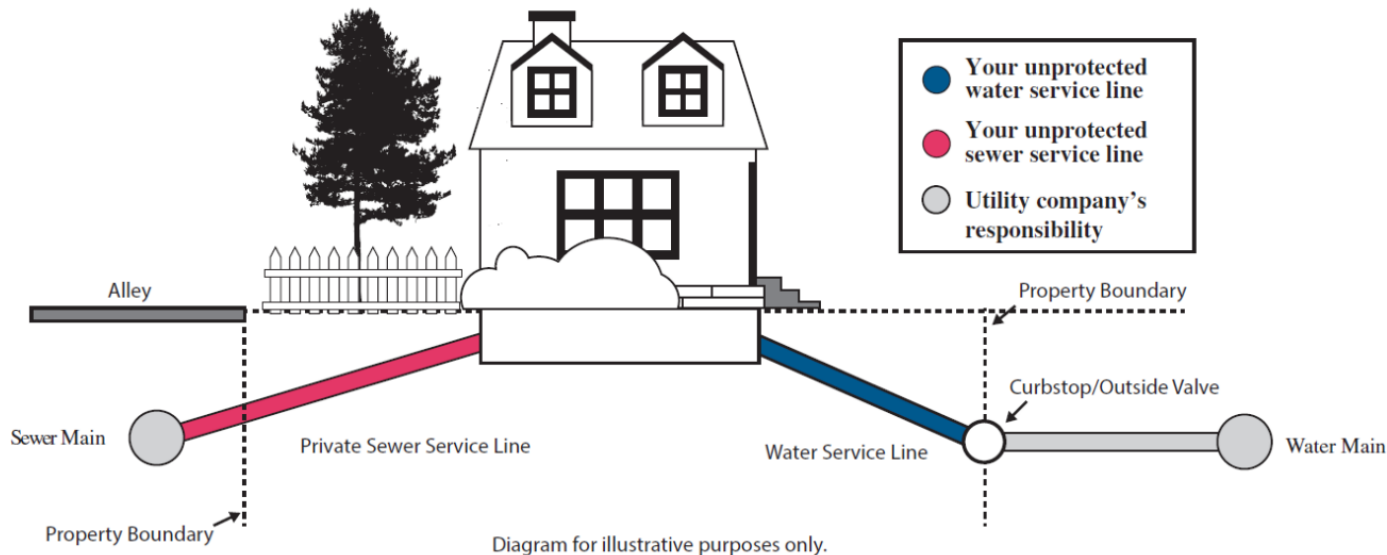 Your unprotected
water service line
Your unprotected
sewer service line
Utility company's
responsibility
Alley
Property Boundary
Curbstop/Outside Valve
Sewer Main
Private Sewer Service Line
Water Service Line
Water Main
Property Boundary
Diagram for illustrative purposes only.